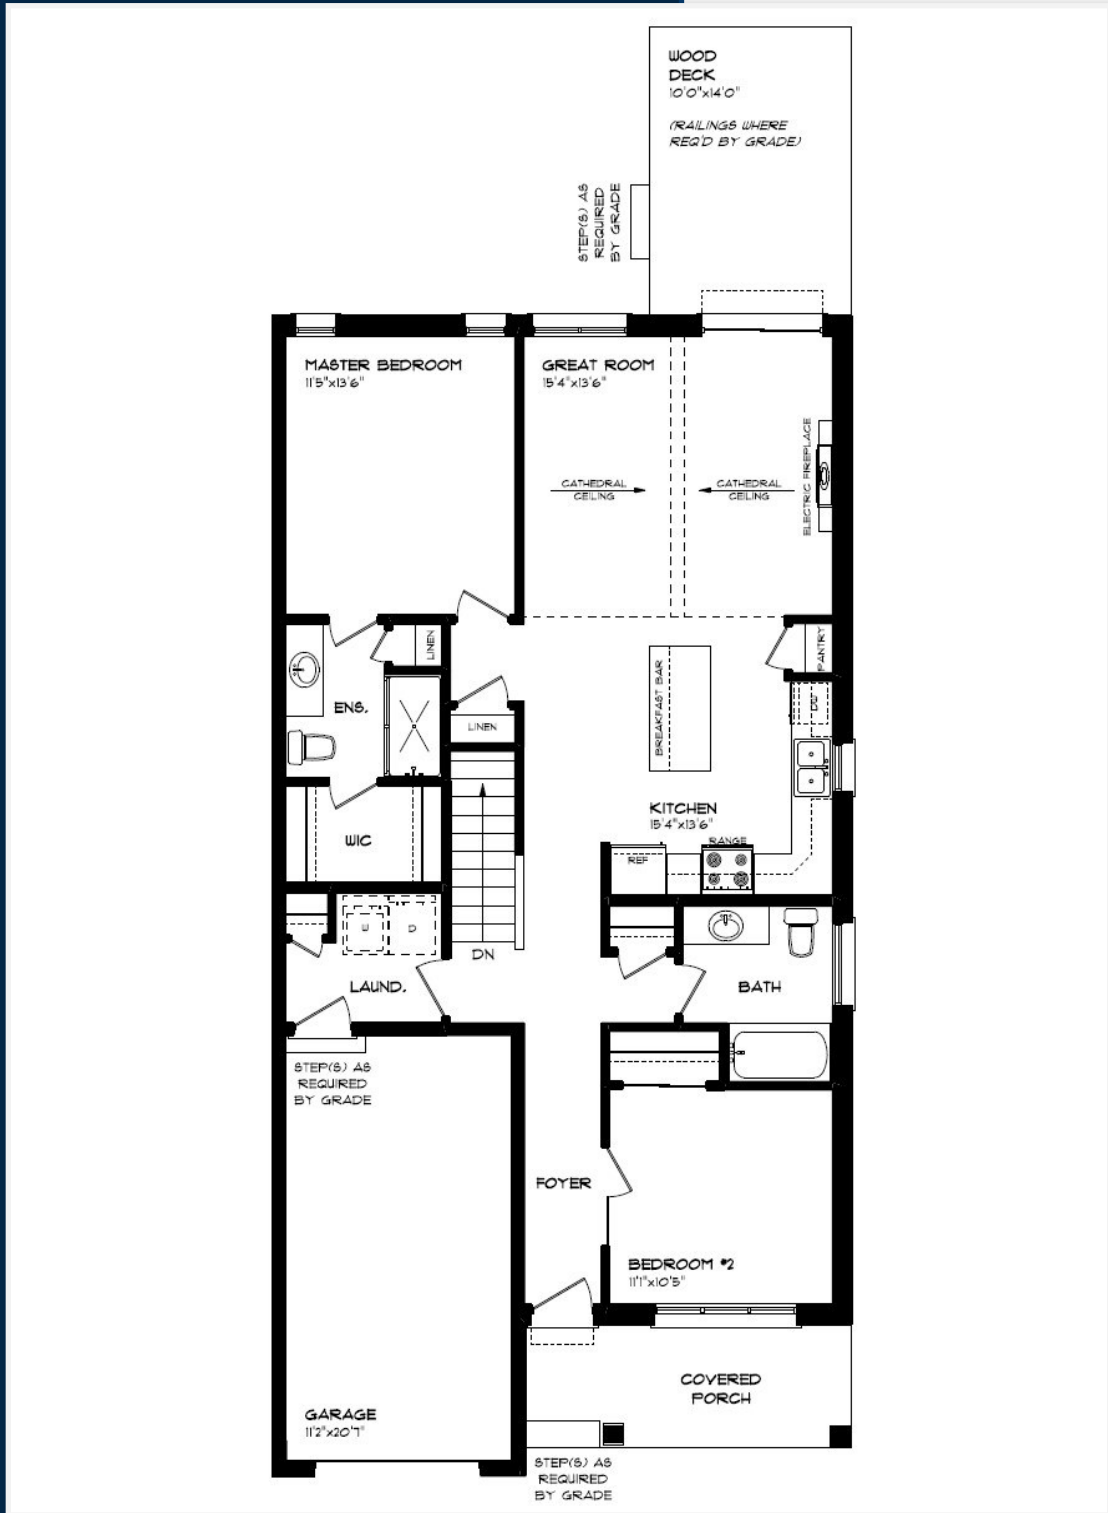 WOOD
DECK
10'0"x14'0"
(RAILINGS WHERE
REQ'D BY GRADE)
STEP(S) AS
REQUIRED
BY GRADE
MASTER BEDROOM
11'5"x13'6"
GREAT ROOM
15'4"x13'6"
ELECTRIC FIREPLACE
CATHEDRAL
CEILING
CATHEDRAL
CEILING
LINEN
PANTRY
ENS.
LINEN
BREAKFAST BAR
DW
KITCHEN
15'4"x13'6"
WIC
REF
RANGE
W
D
DN
LAUND.
BATH
STEP(S) AS
REQUIRED
BY GRADE
FOYER
BEDROOM #2
11'1"x10'5"
COVERED
PORCH
GARAGE
11'2"x20'7"
STEP(S) AS
REQUIRED
BY GRADE